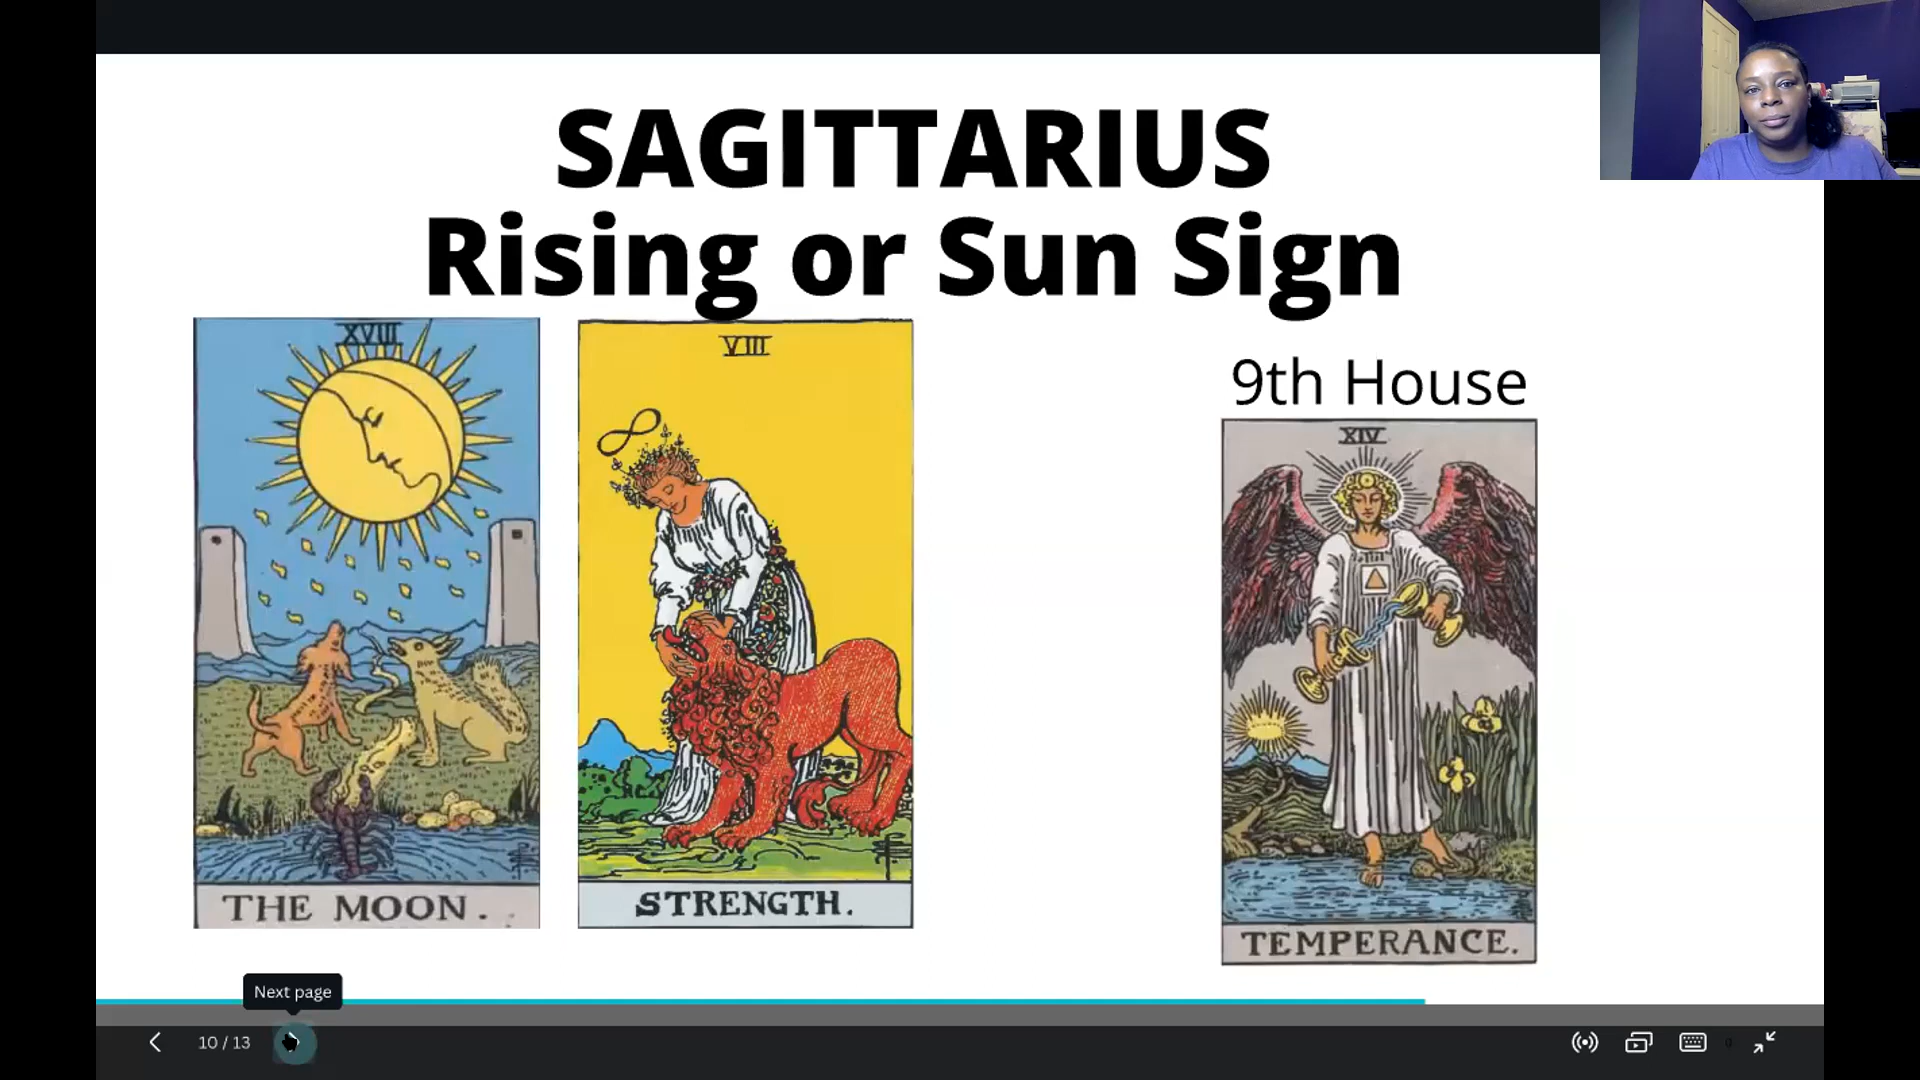 SAGITTARIUS
Rising or Sun Sign
XVIII
THE MOON.
VIII
STRENGTH.
9th House
XIV
TEMPERANCE.
Next page
10 / 13